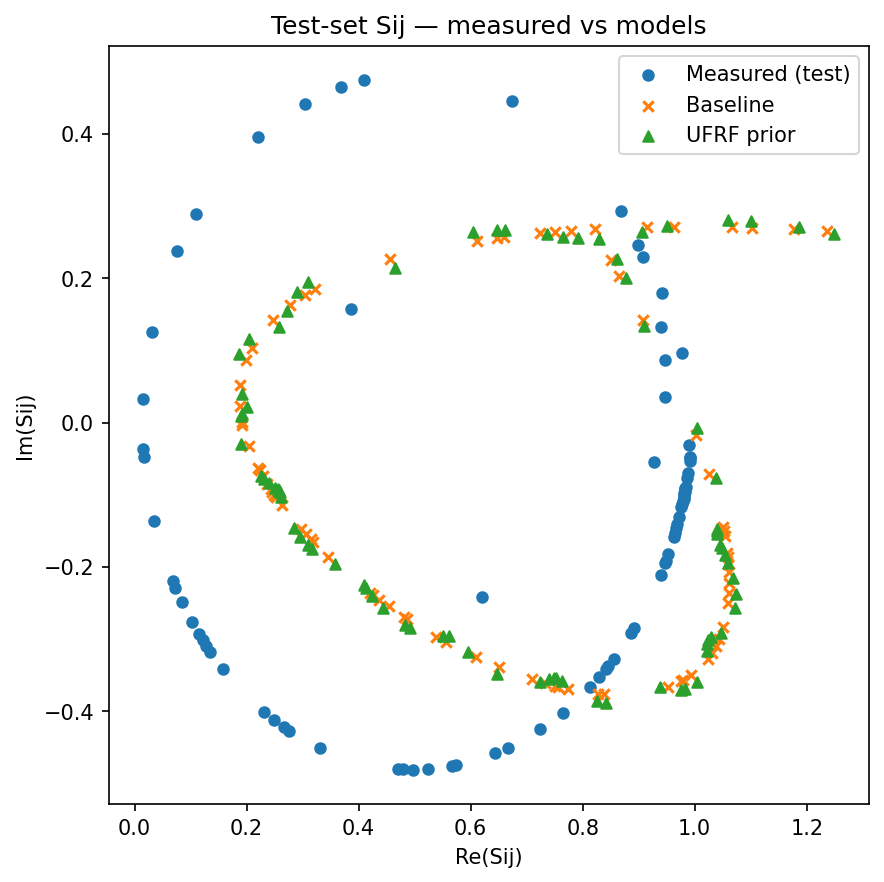 Test-set Sij — measured vs models
Measured (test)
Baseline
UFRF prior
Im(Sij)
0.4
0.2
0.0
−0.2
−0.4
0.0 0.2 0.4 0.6 0.8 1.0 1.2
Re(Sij)